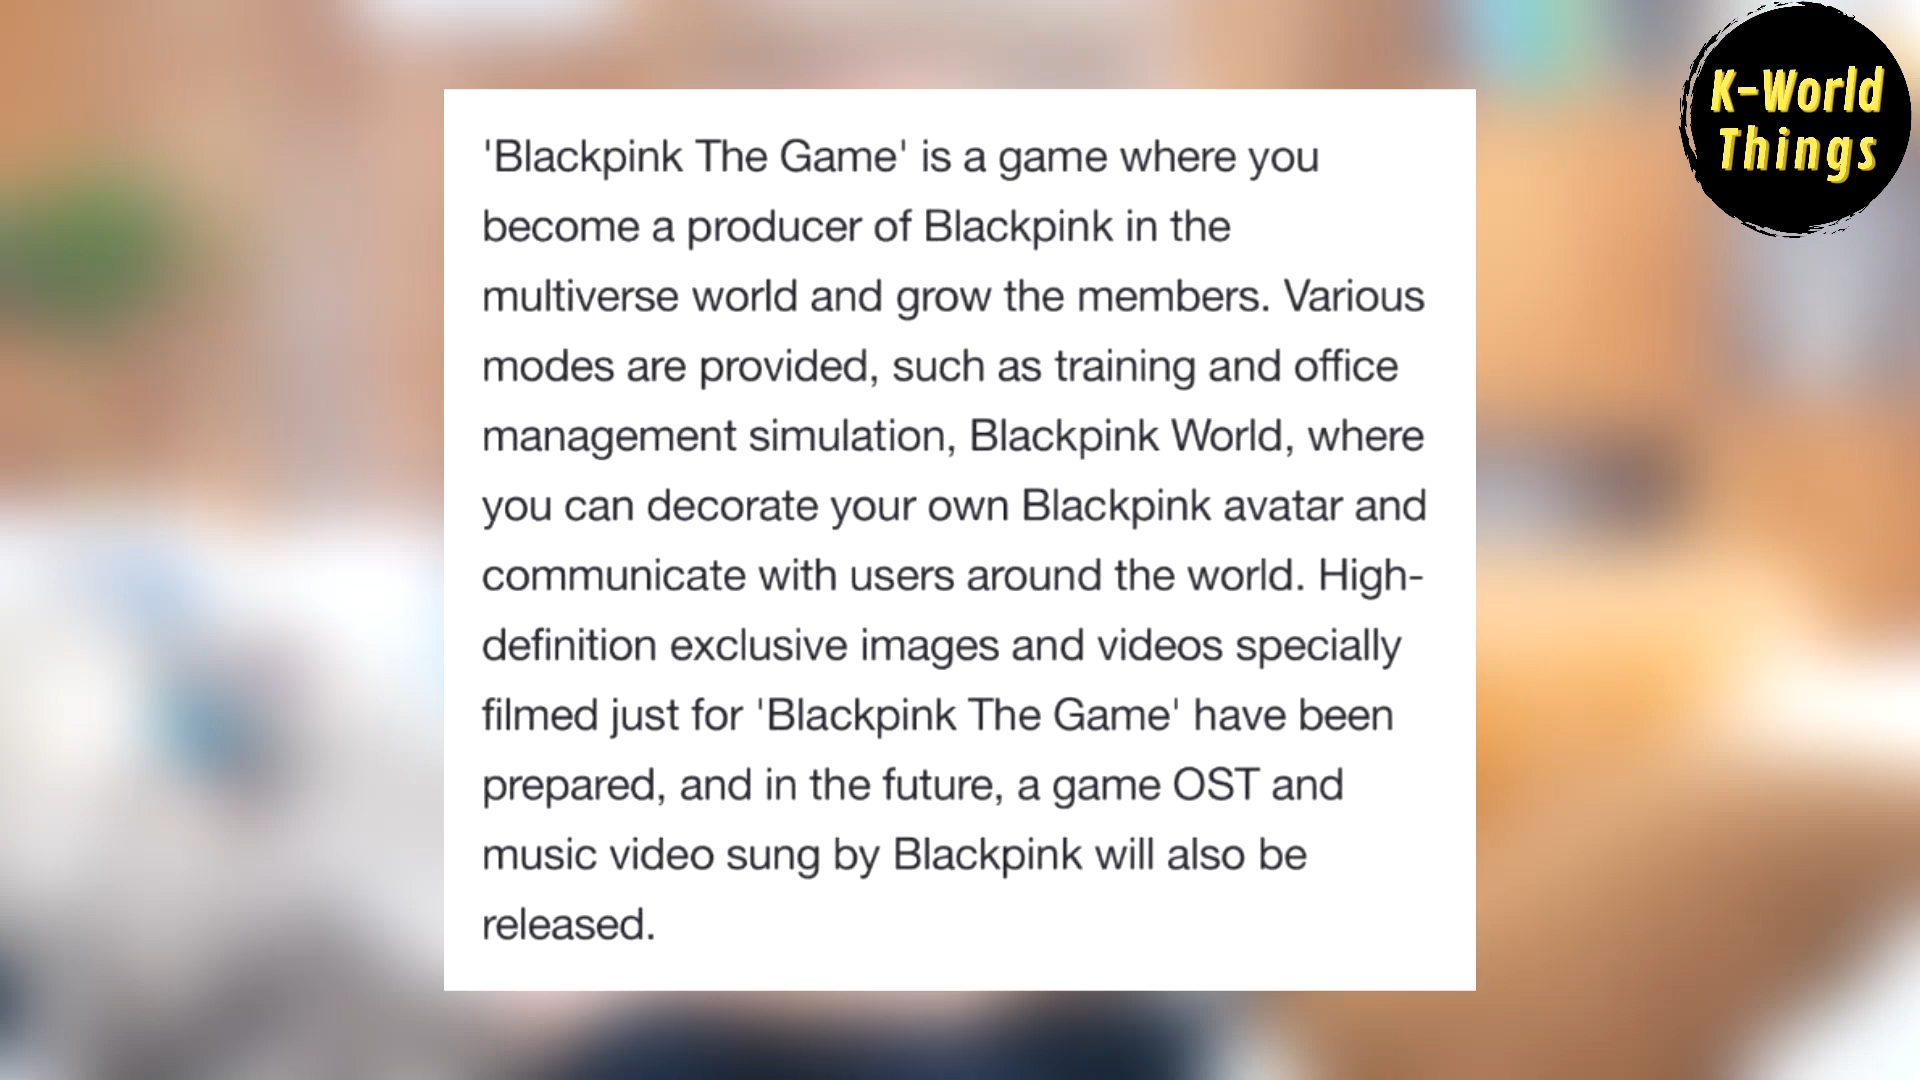 K-World
Things
'Blackpink The Game' is a game where you
become a producer of Blackpink in the
multiverse world and grow the members. Various
modes are provided, such as training and office
management simulation, Blackpink World, where
you can decorate your own Blackpink avatar and
communicate with users around the world. High-
definition exclusive images and videos specially
filmed just for 'Blackpink The Game' have been
prepared, and in the future, a game OST and
music video sung by Blackpink will also be
released.